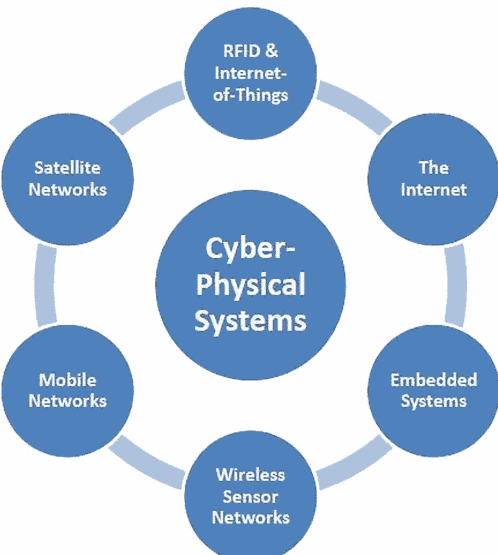 RFID &
Internet-
of-Things
The
Internet
Embedded
Systems
Wireless
Sensor
Networks
Mobile
Networks
Satellite
Networks
Cyber-
Physical
Systems